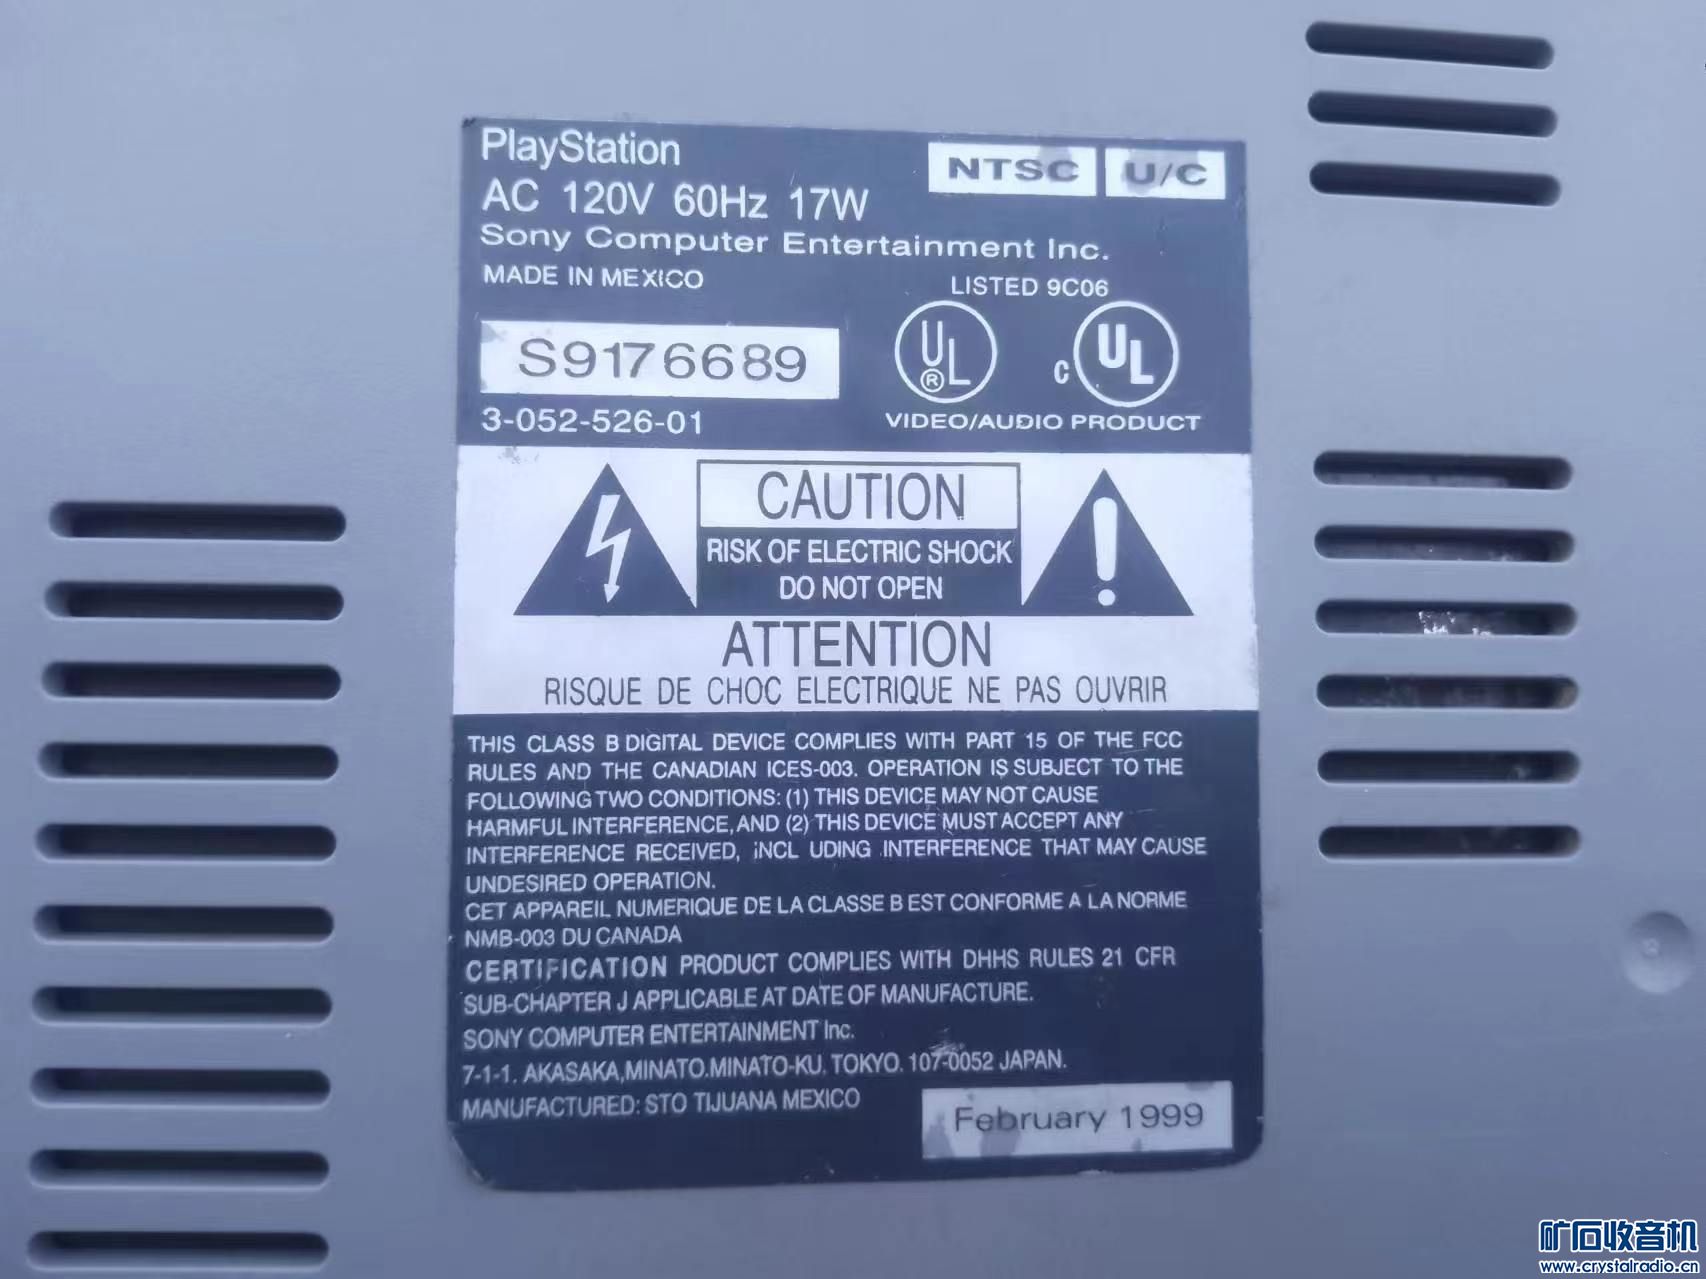 PlayStation
NTSC U/C
AC 120V 60Hz 17W
Sony Computer Entertainment Inc.
MADE IN MEXICO
LISTED 9C06
S9176689
UL ® c UL
3-052-526-01
VIDEO/AUDIO PRODUCT
CAUTION
RISK OF ELECTRIC SHOCK
DO NOT OPEN
ATTENTION
RISQUE DE CHOC ELECTRIQUE NE PAS OUVRIR
THIS CLASS B DIGITAL DEVICE COMPLIES WITH PART 15 OF THE FCC
RULES AND THE CANADIAN ICES-003. OPERATION IS SUBJECT TO THE
FOLLOWING TWO CONDITIONS: (1) THIS DEVICE MAY NOT CAUSE
HARMFUL INTERFERENCE, AND (2) THIS DEVICE MUST ACCEPT ANY
INTERFERENCE RECEIVED, INCL UDING INTERFERENCE THAT MAY CAUSE
UNDESIRED OPERATION.
CET APPAREIL NUMERIQUE DE LA CLASSE B EST CONFORME A LA NORME
NMB-003 DU CANADA
CERTIFICATION PRODUCT COMPLIES WITH DHHS RULES 21 CFR
SUB-CHAPTER J APPLICABLE AT DATE OF MANUFACTURE.
SONY COMPUTER ENTERTAINMENT Inc.
7-1-1. AKASAKA,MINATO.MINATO-KU. TOKYO. 107-0052 JAPAN.
MANUFACTURED: STO TIJUANA MEXICO
February 1999
矿石收音机
www.crystalradio.cn